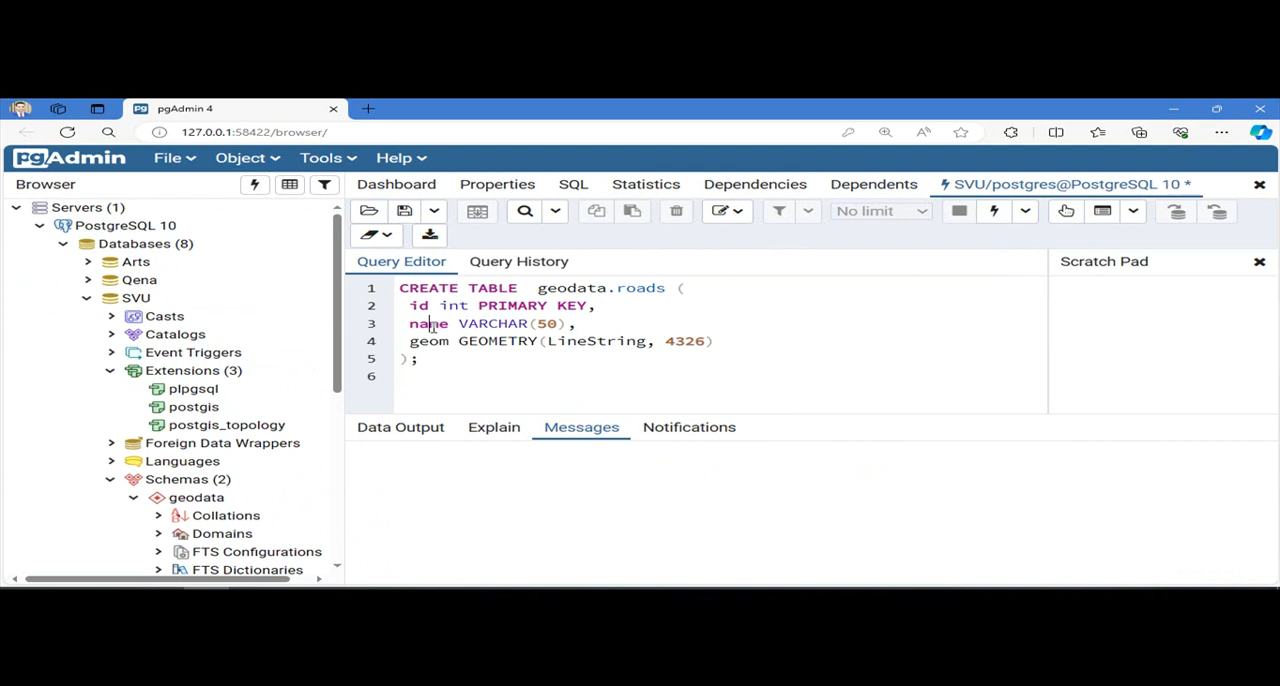 pgAdmin 4
127.0.0.1:58422/browser/
pgAdmin File Object Tools Help
Browser
Dashboard Properties SQL Statistics Dependencies Dependents SVU/postgres@PostgreSQL 10 *
No limit
Servers (1)
PostgreSQL 10
Databases (8)
Arts
Qena
SVU
Casts
Catalogs
Event Triggers
Extensions (3)
plpgsql
postgis
postgis_topology
Foreign Data Wrappers
Languages
Schemas (2)
geodata
Collations
Domains
FTS Configurations
FTS Dictionaries
Query Editor Query History
Scratch Pad
1 CREATE TABLE geodata.roads (
2 id int PRIMARY KEY,
3 name VARCHAR(50),
4 geom GEOMETRY(LineString, 4326)
5 );
6
Data Output Explain Messages Notifications